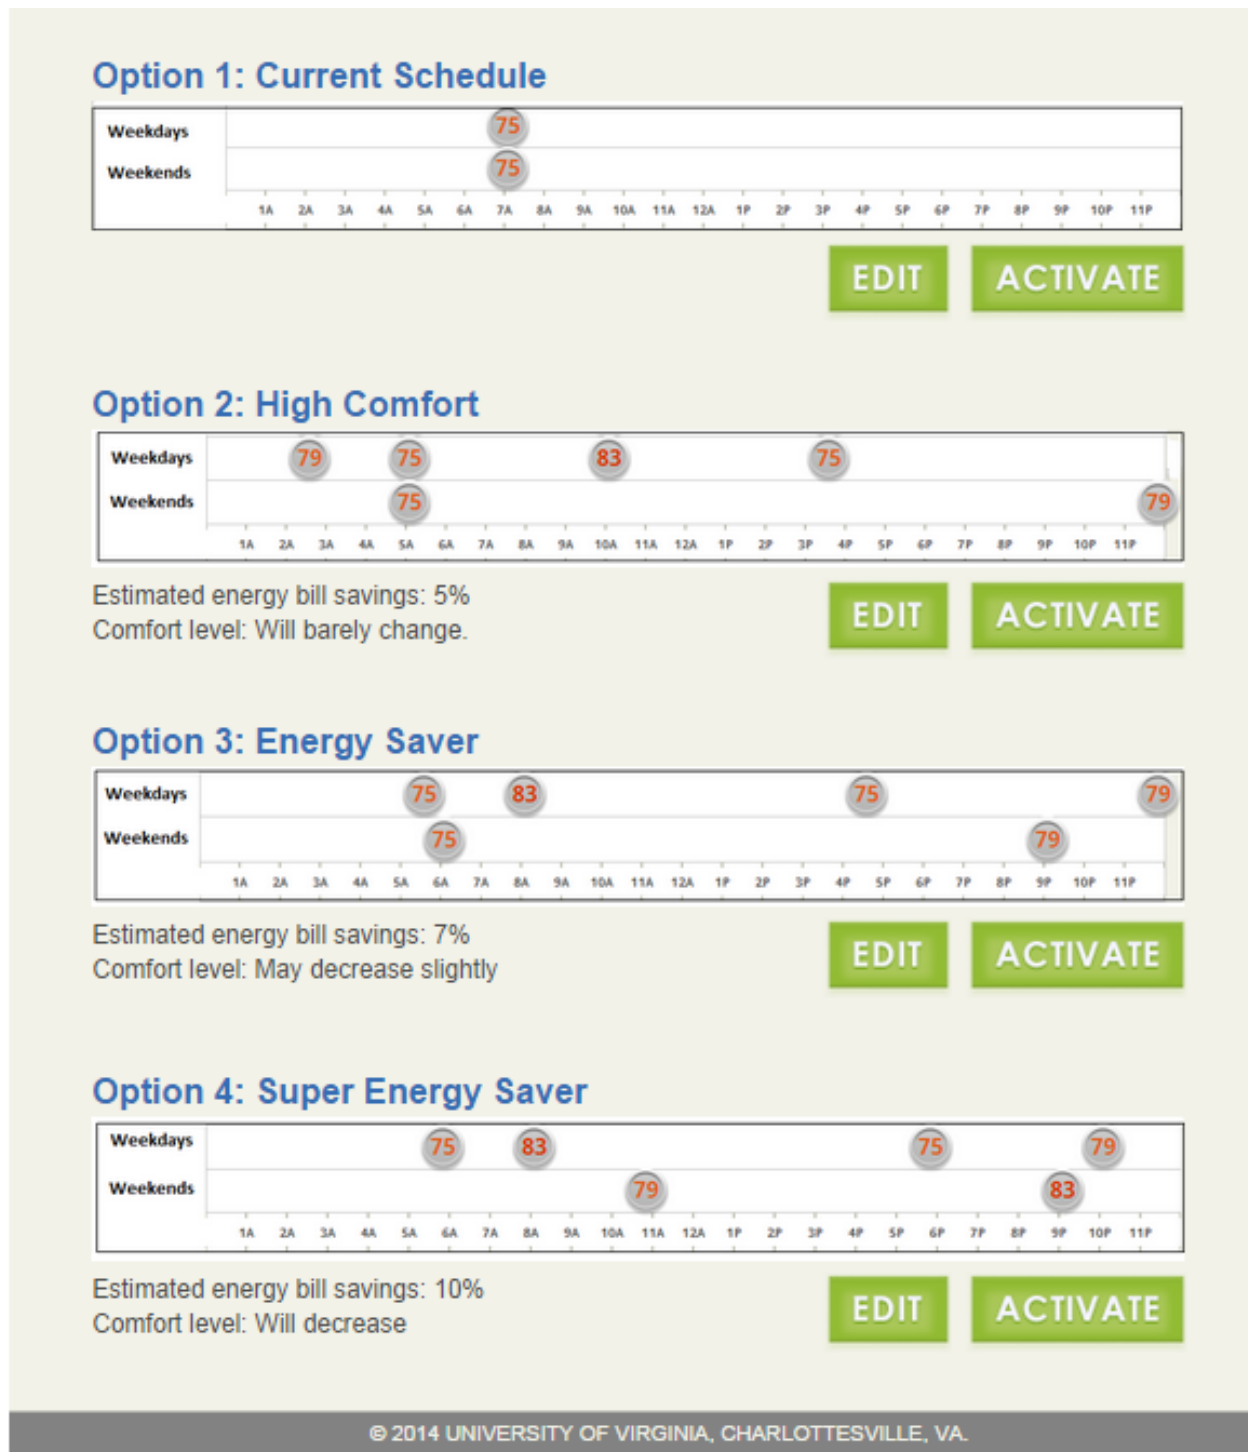 Option 1: Current Schedule
Weekdays 75
Weekends 75
1A 2A 3A 4A 5A 6A 7A 8A 9A 10A 11A 12A 1P 2P 3P 4P 5P 6P 7P 8P 9P 10P 11P
EDIT ACTIVATE
Option 2: High Comfort
Weekdays 79 75 83 75
Weekends 75 79
1A 2A 3A 4A 5A 6A 7A 8A 9A 10A 11A 12A 1P 2P 3P 4P 5P 6P 7P 8P 9P 10P 11P
Estimated energy bill savings: 5%
Comfort level: Will barely change.
EDIT ACTIVATE
Option 3: Energy Saver
Weekdays 75 83 75 79
Weekends 75 79
1A 2A 3A 4A 5A 6A 7A 8A 9A 10A 11A 12A 1P 2P 3P 4P 5P 6P 7P 8P 9P 10P 11P
Estimated energy bill savings: 7%
Comfort level: May decrease slightly
EDIT ACTIVATE
Option 4: Super Energy Saver
Weekdays 75 83 75 79
Weekends 79 83
1A 2A 3A 4A 5A 6A 7A 8A 9A 10A 11A 12A 1P 2P 3P 4P 5P 6P 7P 8P 9P 10P 11P
Estimated energy bill savings: 10%
Comfort level: Will decrease
EDIT ACTIVATE
© 2014 UNIVERSITY OF VIRGINIA, CHARLOTTESVILLE, VA.